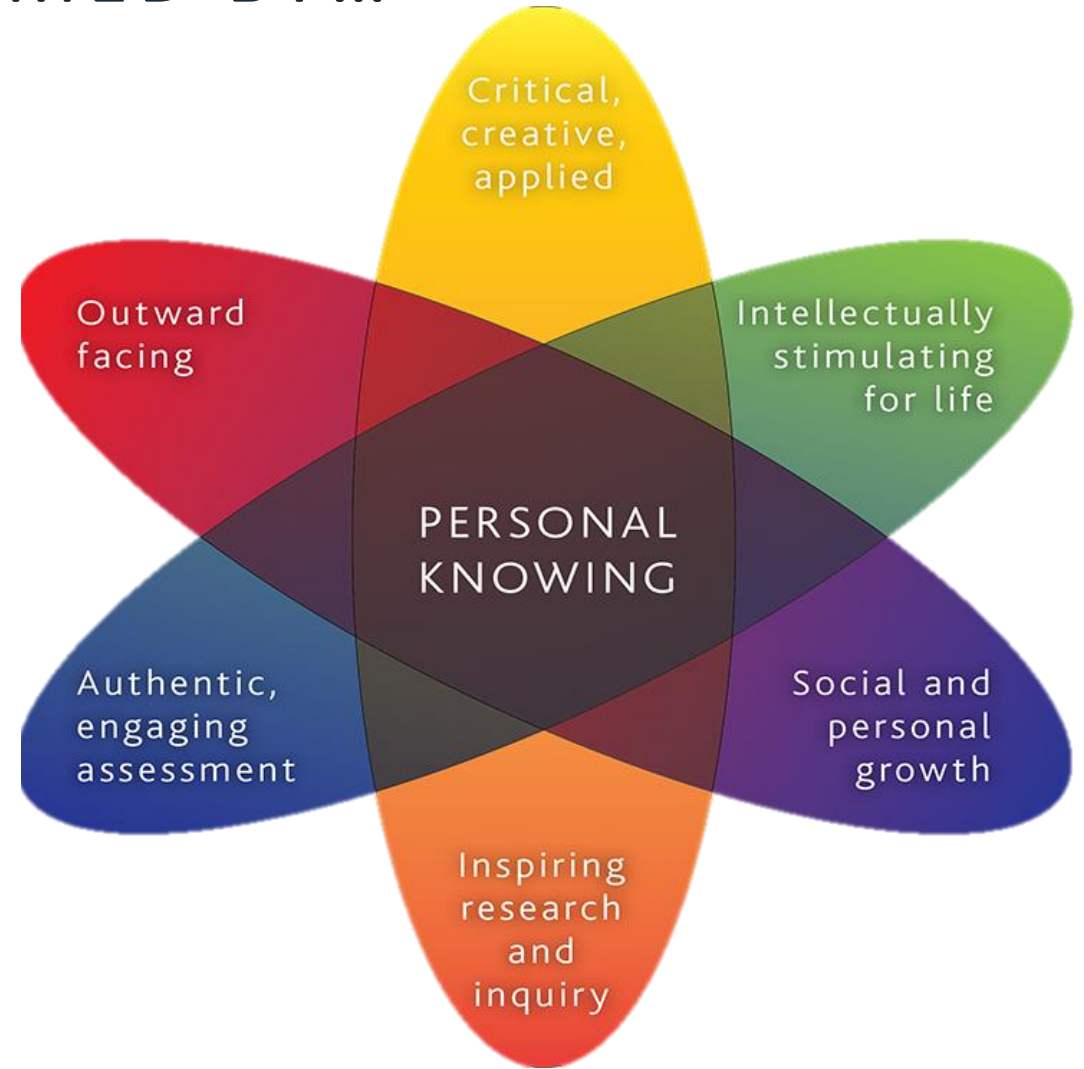 Critical,
creative,
applied
Outward
facing
Intellectually
stimulating
for life
PERSONAL
KNOWING
Authentic,
engaging
assessment
Social and
personal
growth
Inspiring
research
and
inquiry